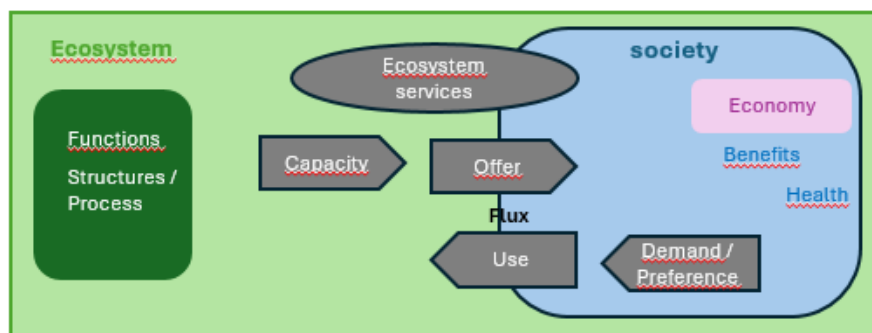 Ecosystem
society
Ecosystem
services
Economy
Functions
Structures /
Process
Capacity
Offer
Benefits
Health
Flux
Use
Demand /
Preference